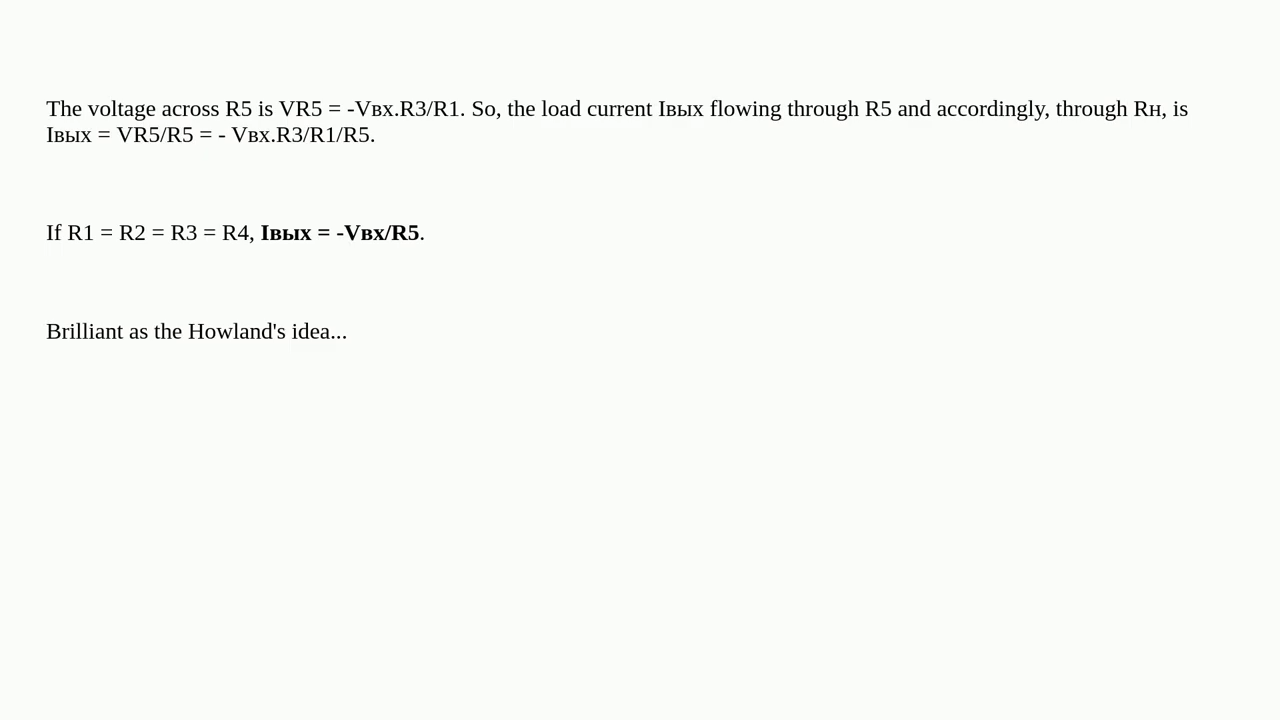 The voltage across R5 is VR5 = -Vвх.R3/R1. So, the load current Iвых flowing through R5 and accordingly, through Rн, is
Iвых = VR5/R5 = - Vвх.R3/R1/R5.
If R1 = R2 = R3 = R4, Iвых = -Vвх/R5.
Brilliant as the Howland's idea...